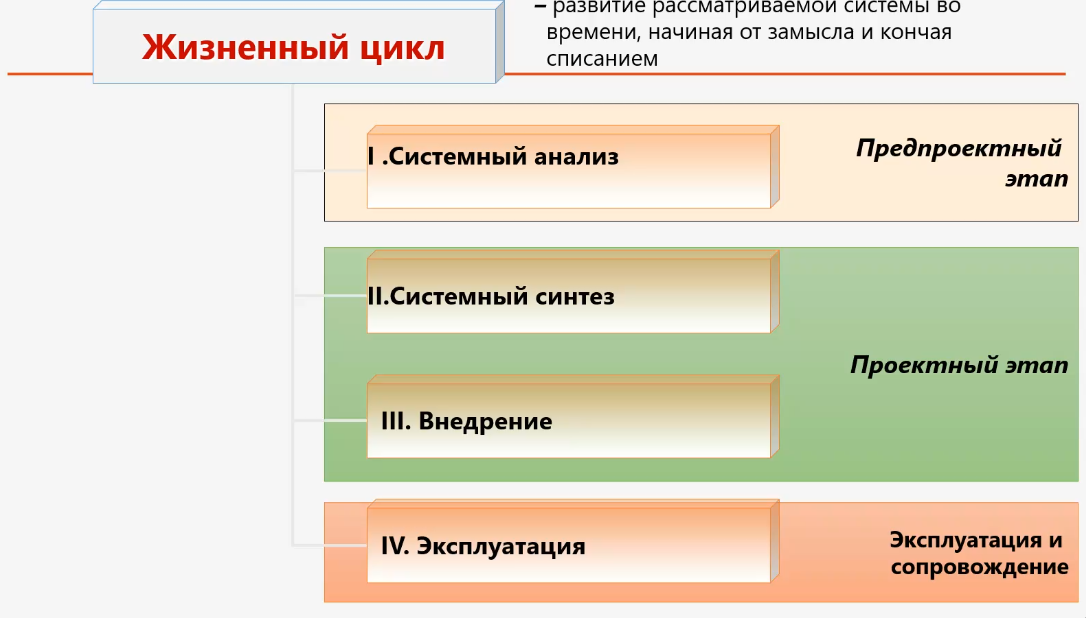 Жизненный цикл
– развитие рассматриваемой системы во
времени, начиная от замысла и кончая
списанием
I .Системный анализ
Предпроектный
этап
II.Системный синтез
Проектный этап
III. Внедрение
IV. Эксплуатация
Эксплуатация и
сопровождение